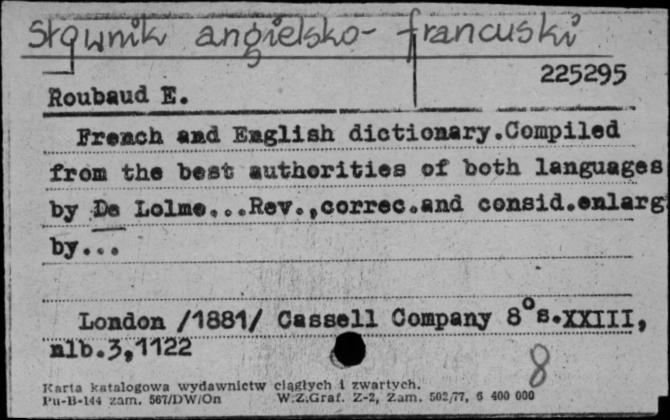 Słownik angielsko-francuski
225295
Roubaud E.
French and English dictionary.Compiled
from the best authorities of both languages
by De Lolme...Rev.,correc.and consid.enlarg
by...
London /1881/ Cassell Company 8°s.XXIII,
nlb.3,1122
8
Karta katalogowa wydawnictw ciągłych i zwartych.
Pu-B-144 zam. 567/DW/On W.Z.Graf. Z-2, Zam. 502/77, 6 400 000